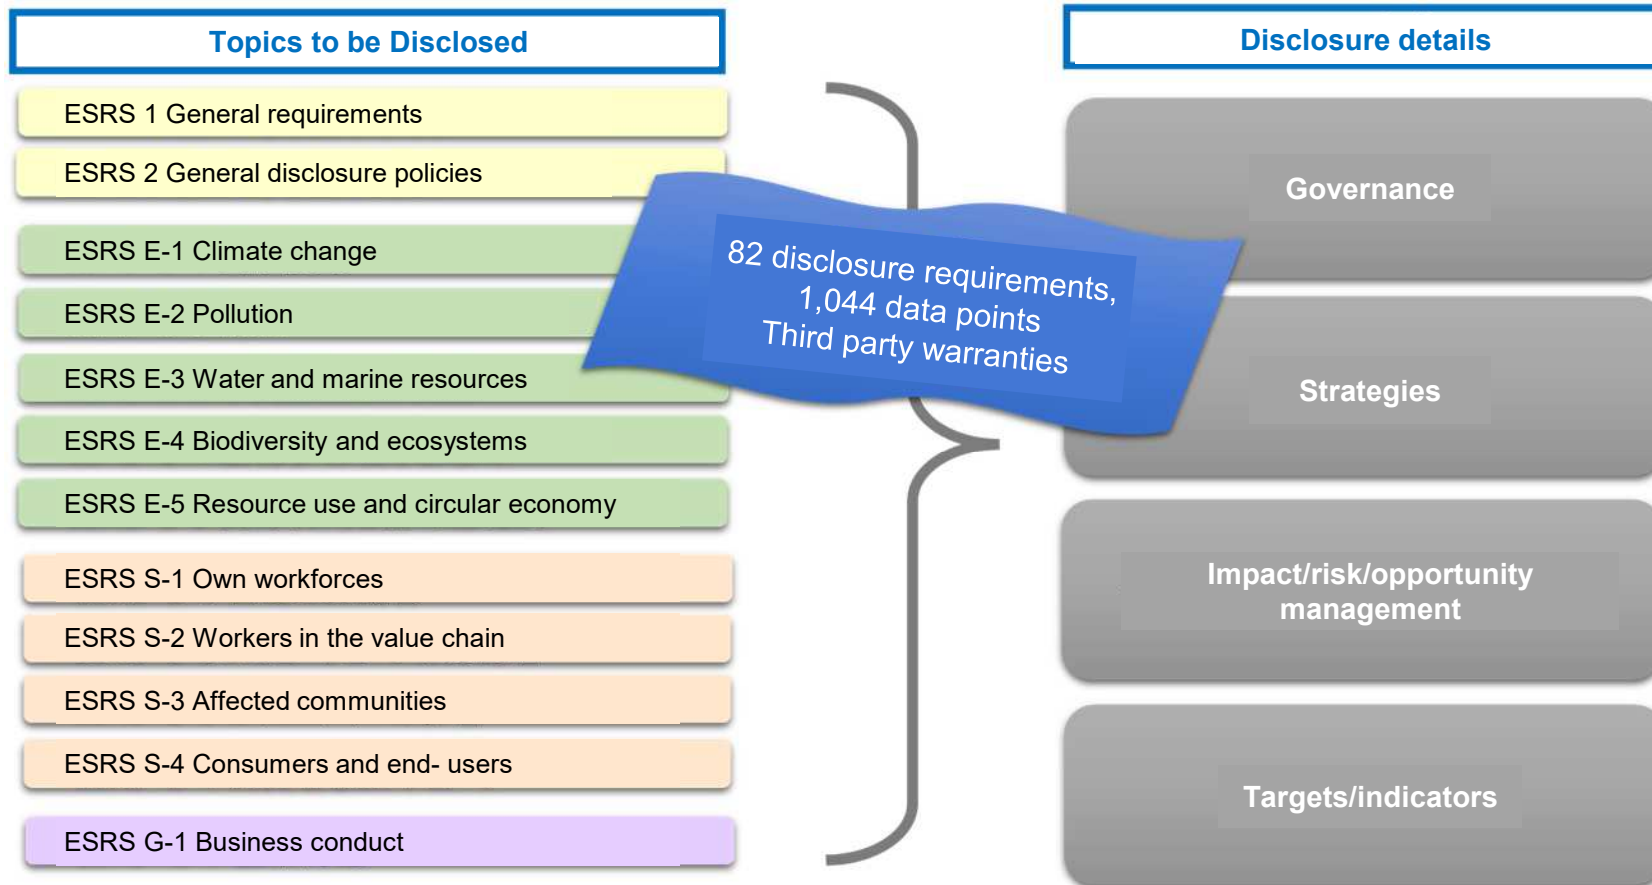 Topics to be Disclosed
ESRS 1 General requirements
ESRS 2 General disclosure policies
ESRS E-1 Climate change
ESRS E-2 Pollution
ESRS E-3 Water and marine resources
ESRS E-4 Biodiversity and ecosystems
ESRS E-5 Resource use and circular economy
ESRS S-1 Own workforces
ESRS S-2 Workers in the value chain
ESRS S-3 Affected communities
ESRS S-4 Consumers and end- users
ESRS G-1 Business conduct
82 disclosure requirements,
1,044 data points
Third party warranties
Disclosure details
Governance
Strategies
Impact/risk/opportunity
management
Targets/indicators